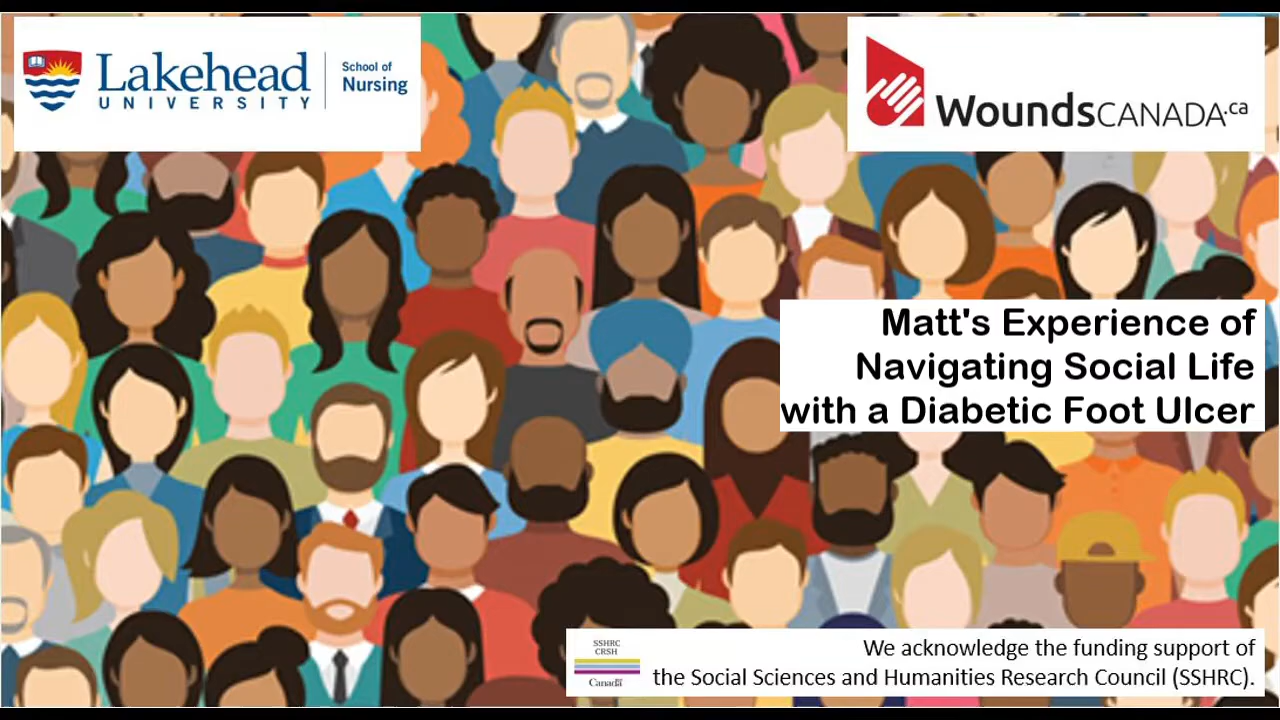 Lakehead
UNIVERSITY
School of
Nursing
WoundsCANADA.ca
Matt's Experience of
Navigating Social Life
with a Diabetic Foot Ulcer
SSHRC
CRSH
Canada
We acknowledge the funding support of
the Social Sciences and Humanities Research Council (SSHRC).